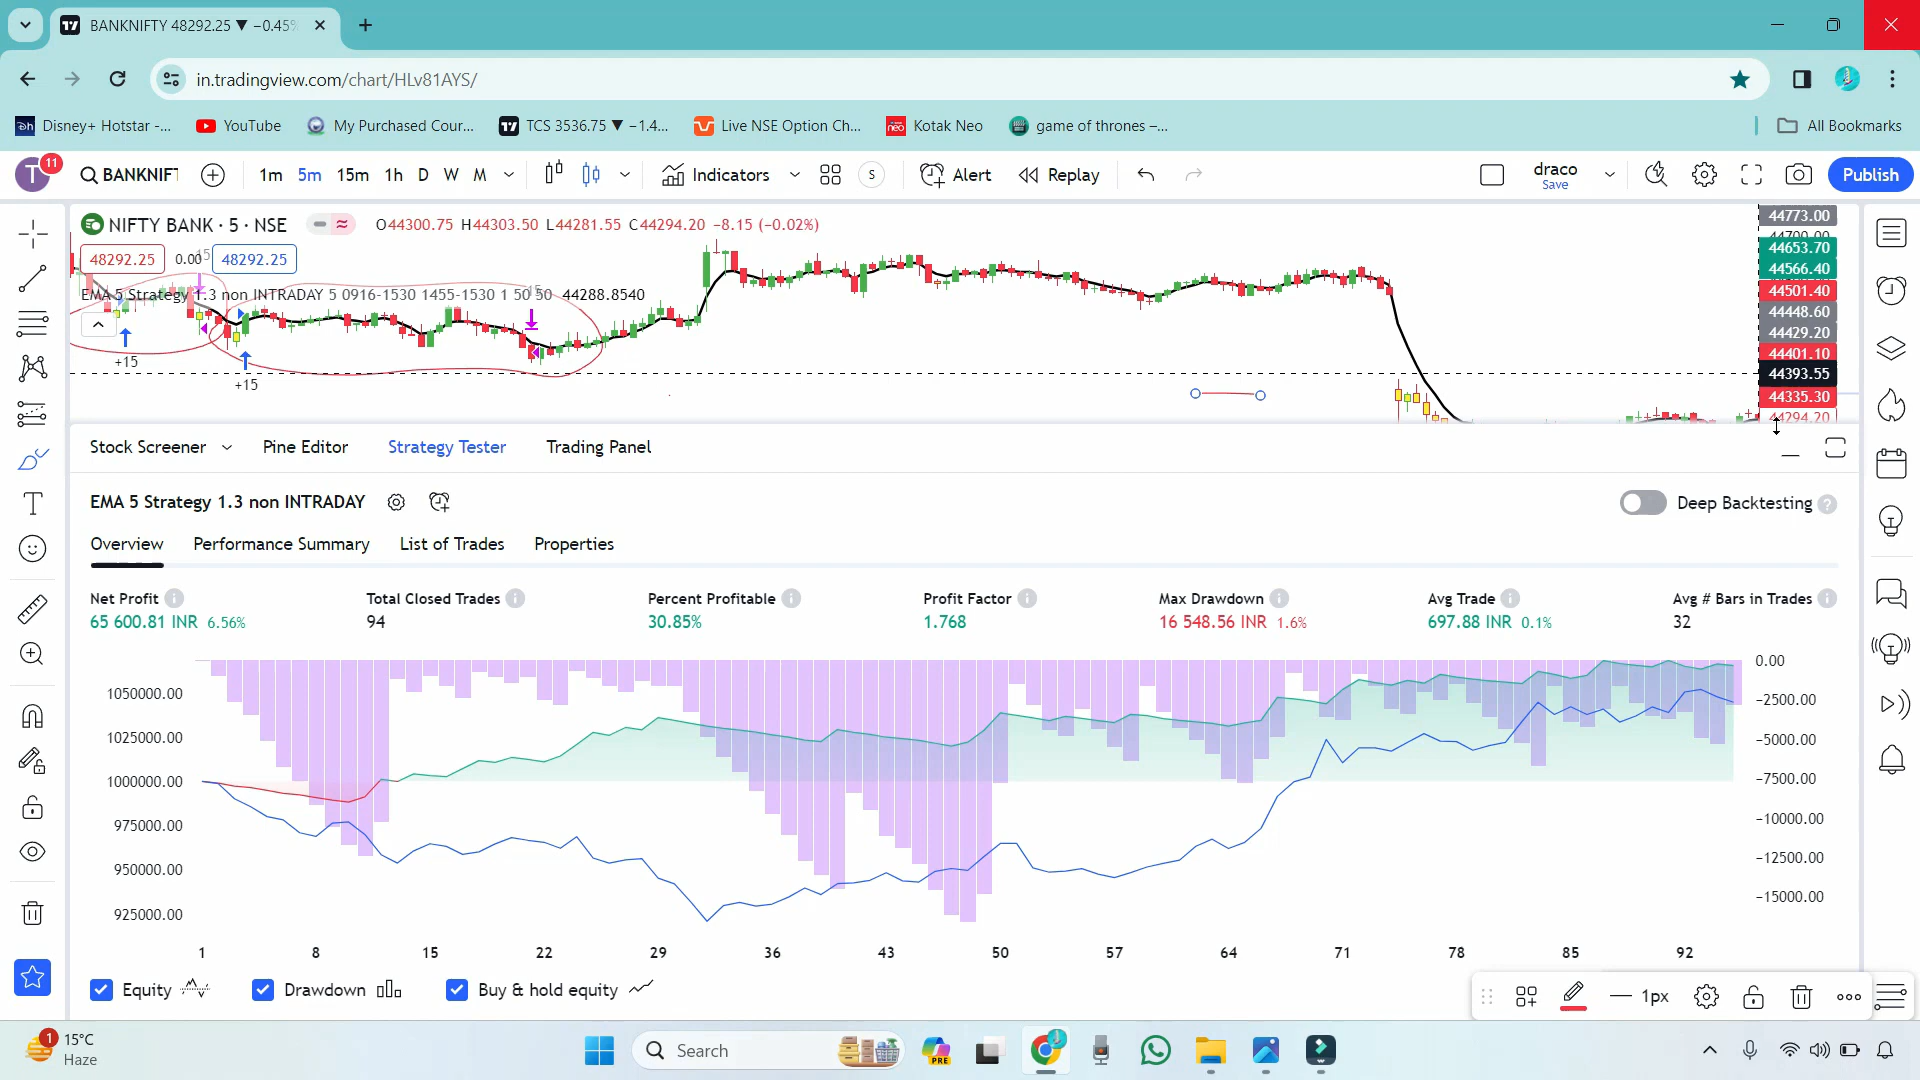 BANKNIFTY 48292.25 ▼ −0.45%
in.tradingview.com/chart/HLv81AYS/
Disney+ Hotstar -... YouTube My Purchased Cour... TCS 3536.75 ▼ −1.4... Live NSE Option Ch... Kotak Neo game of thrones –... All Bookmarks
T 11 BANKNIFT 1m 5m 15m 1h D W M Indicators S Alert Replay draco Save Publish
NIFTY BANK · 5 · NSE O44300.75 H44303.50 L44281.55 C44294.20 −8.15 (−0.02%)
48292.25 0.00 48292.25
EMA 5 Strategy 1.3 non INTRADAY 5 0916-1530 1455-1530 1 50 50 44288.8540
+15
+15
44773.00
44700.00
44653.70
44566.40
44501.40
44448.60
44429.20
44401.10
44393.55
44335.30
44294.20
Stock Screener Pine Editor Strategy Tester Trading Panel
EMA 5 Strategy 1.3 non INTRADAY Deep Backtesting
Overview Performance Summary List of Trades Properties
Net Profit Total Closed Trades Percent Profitable Profit Factor Max Drawdown Avg Trade Avg # Bars in Trades
65 600.81 INR 6.56% 94 30.85% 1.768 16 548.56 INR 1.6% 697.88 INR 0.1% 32
1050000.00
1025000.00
1000000.00
975000.00
950000.00
925000.00
0.00
−2500.00
−5000.00
−7500.00
−10000.00
−12500.00
−15000.00
1 8 15 22 29 36 43 50 57 64 71 78 85 92
Equity Drawdown Buy & hold equity
1px
1 15°C
Haze
Search
PRE